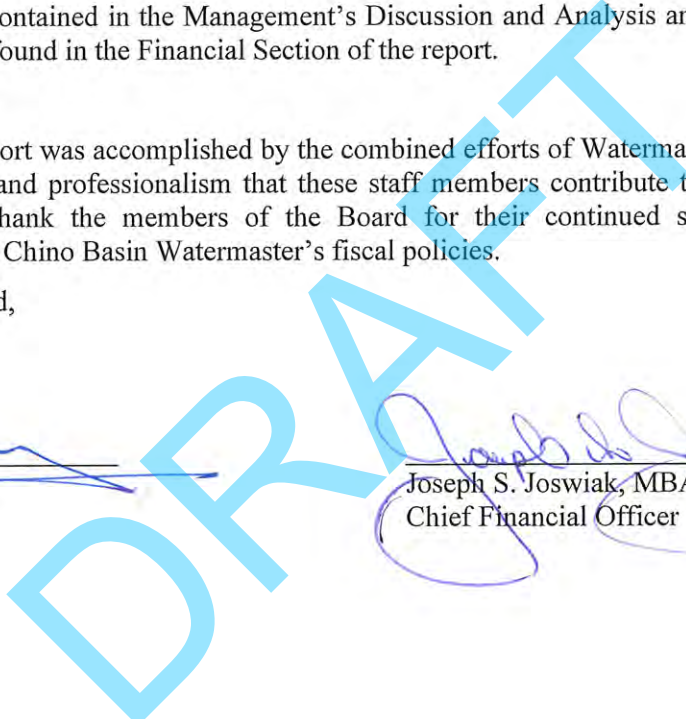 ontained in the Management's Discussion and Analysis an
ound in the Financial Section of the report.
ort was accomplished by the combined efforts of Waterma
and professionalism that these staff members contribute t
hank the members of the Board for their continued s
Chino Basin Watermaster's fiscal policies.
d,
DRAFT
Joseph S. Joswiak, MBA
Chief Financial Officer